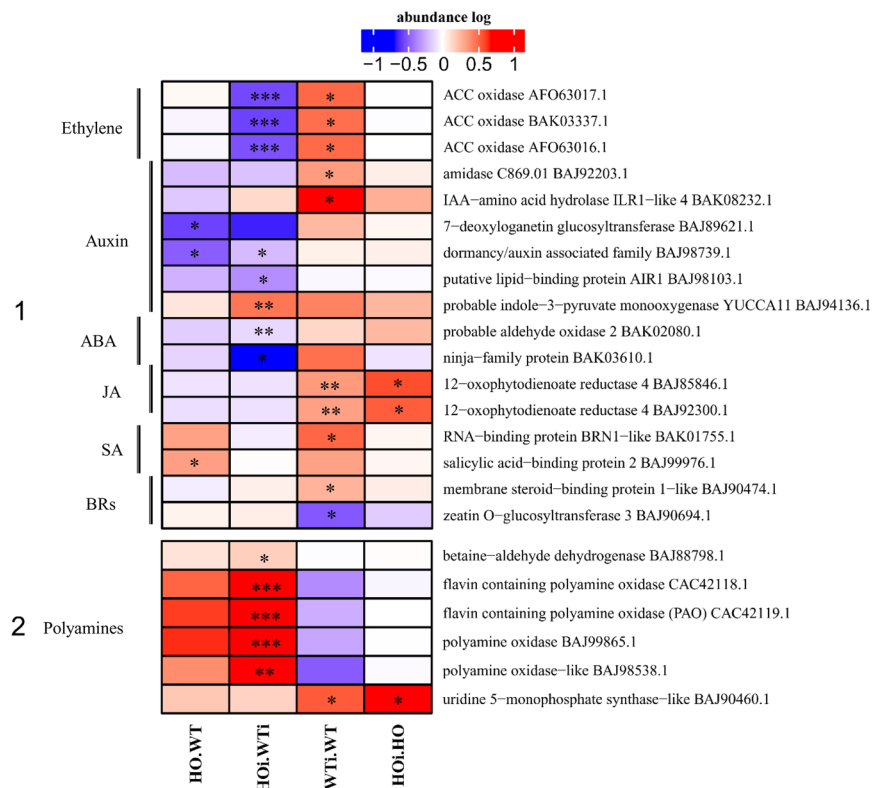 abundance log
−1 −0.5 0 0.5 1
Ethylene
Auxin
1
ABA
JA
SA
BRs
*** * ACC oxidase AFO63017.1
*** * ACC oxidase BAK03337.1
*** * ACC oxidase AFO63016.1
* amidase C869.01 BAJ92203.1
* IAA−amino acid hydrolase ILR1−like 4 BAK08232.1
* 7−deoxyloganetin glucosyltransferase BAJ89621.1
* * dormancy/auxin associated family BAJ98739.1
* putative lipid−binding protein AIR1 BAJ98103.1
** probable indole−3−pyruvate monooxygenase YUCCA11 BAJ94136.1
** probable aldehyde oxidase 2 BAK02080.1
* ninja−family protein BAK03610.1
** * 12−oxophytodienoate reductase 4 BAJ85846.1
** * 12−oxophytodienoate reductase 4 BAJ92300.1
* RNA−binding protein BRN1−like BAK01755.1
* salicylic acid−binding protein 2 BAJ99976.1
* membrane steroid−binding protein 1−like BAJ90474.1
* zeatin O−glucosyltransferase 3 BAJ90694.1
2 Polyamines
* betaine−aldehyde dehydrogenase BAJ88798.1
*** flavin containing polyamine oxidase CAC42118.1
*** flavin containing polyamine oxidase (PAO) CAC42119.1
*** polyamine oxidase BAJ99865.1
** polyamine oxidase−like BAJ98538.1
* * uridine 5−monophosphate synthase−like BAJ90460.1
HO.WT
HOi.WTi
WTi.WT
HOi.HO